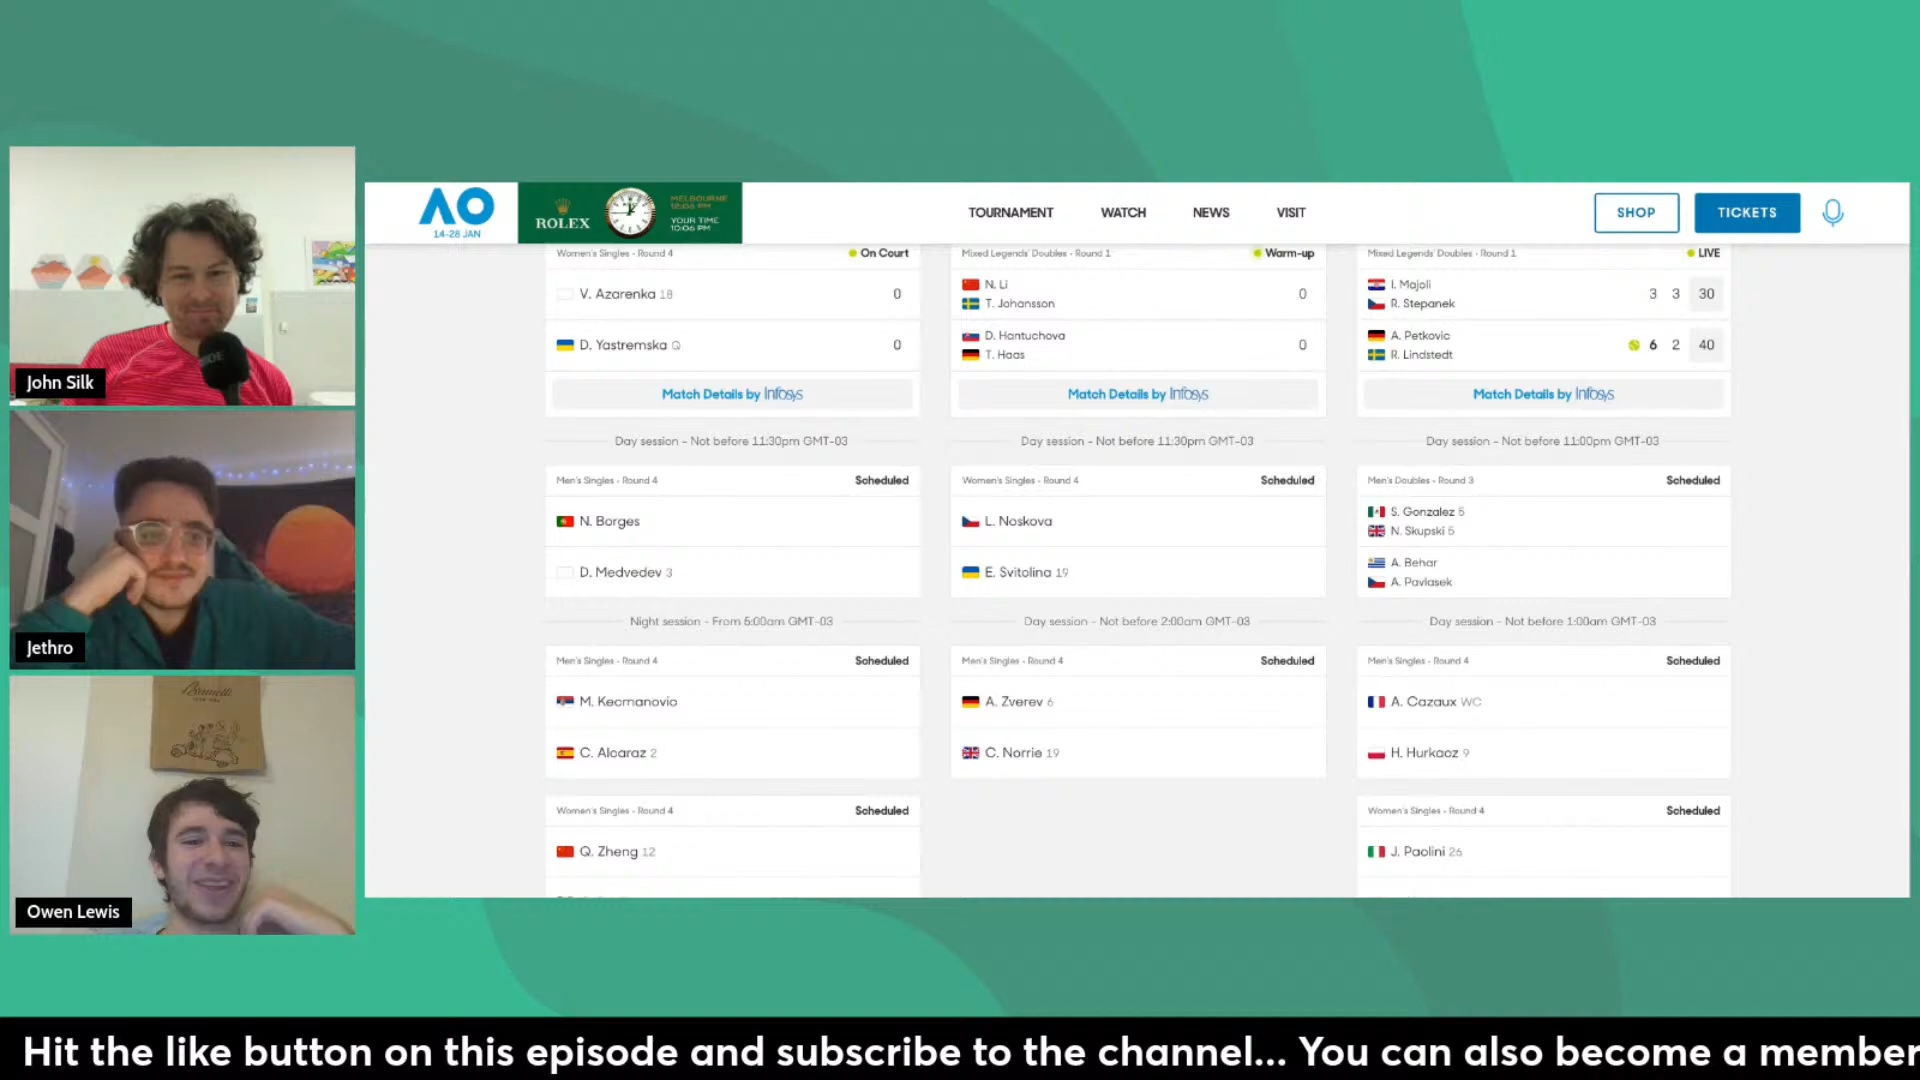 John Silk
Jethro
Owen Lewis
AO
14-28 JAN
ROLEX
MELBOURNE
12:06 PM
YOUR TIME
10:06 PM
TOURNAMENT
WATCH
NEWS
VISIT
SHOP
TICKETS
Women's Singles - Round 4
On Court
V. Azarenka 18
0
D. Yastremska Q
0
Match Details by Infosys
Day session - Not before 11:30pm GMT-03
Men's Singles - Round 4
Scheduled
N. Borges
D. Medvedev 3
Night session - From 5:00am GMT-03
Men's Singles - Round 4
Scheduled
M. Kecmanovic
C. Alcaraz 2
Women's Singles - Round 4
Scheduled
Q. Zheng 12
Mixed Legends' Doubles - Round 1
Warm-up
N. Li
T. Johansson
0
D. Hantuchova
T. Haas
0
Match Details by Infosys
Day session - Not before 11:30pm GMT-03
Women's Singles - Round 4
Scheduled
L. Noskova
E. Svitolina 19
Day session - Not before 2:00am GMT-03
Men's Singles - Round 4
Scheduled
A. Zverev 6
C. Norrie 19
Mixed Legends' Doubles - Round 1
LIVE
I. Majoli
R. Stepanek
3 3 30
A. Petkovic
R. Lindstedt
6 2 40
Match Details by Infosys
Day session - Not before 11:00pm GMT-03
Men's Doubles - Round 3
Scheduled
S. Gonzalez 5
N. Skupski 5
A. Behar
A. Pavlasek
Day session - Not before 1:00am GMT-03
Men's Singles - Round 4
Scheduled
A. Cazaux WC
H. Hurkacz 9
Women's Singles - Round 4
Scheduled
J. Paolini 26
Hit the like button on this episode and subscribe to the channel... You can also become a member